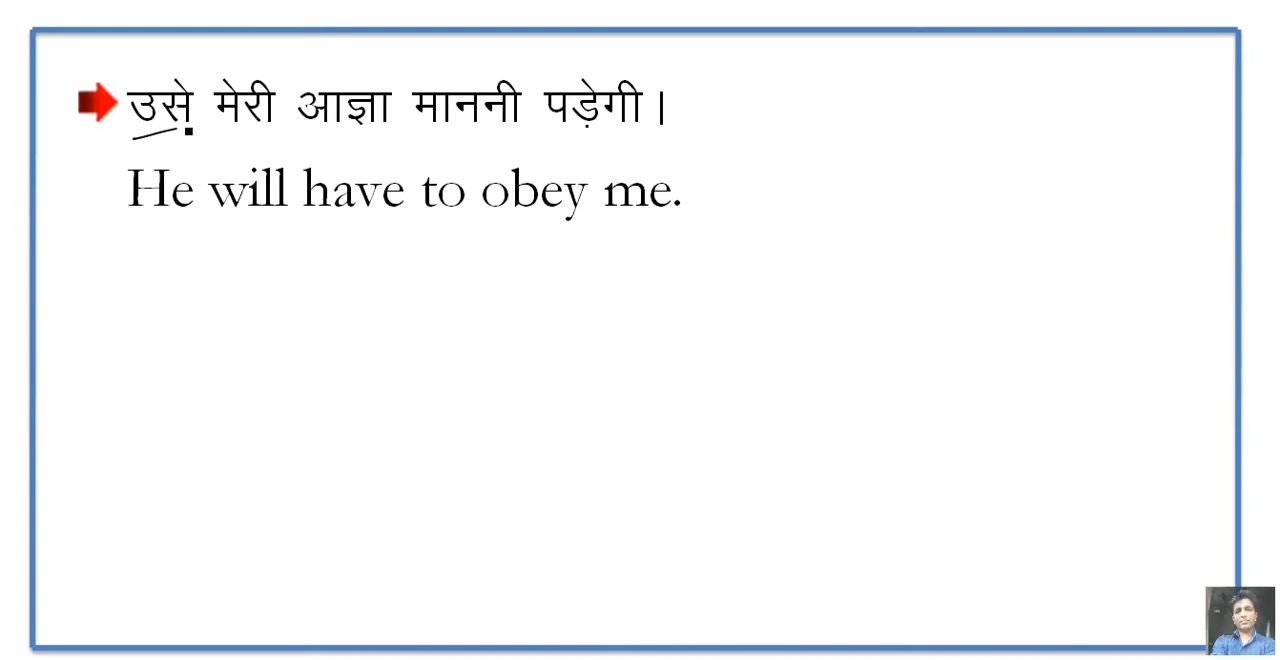 उसे मेरी आज्ञा माननी पड़ेगी।
He will have to obey me.